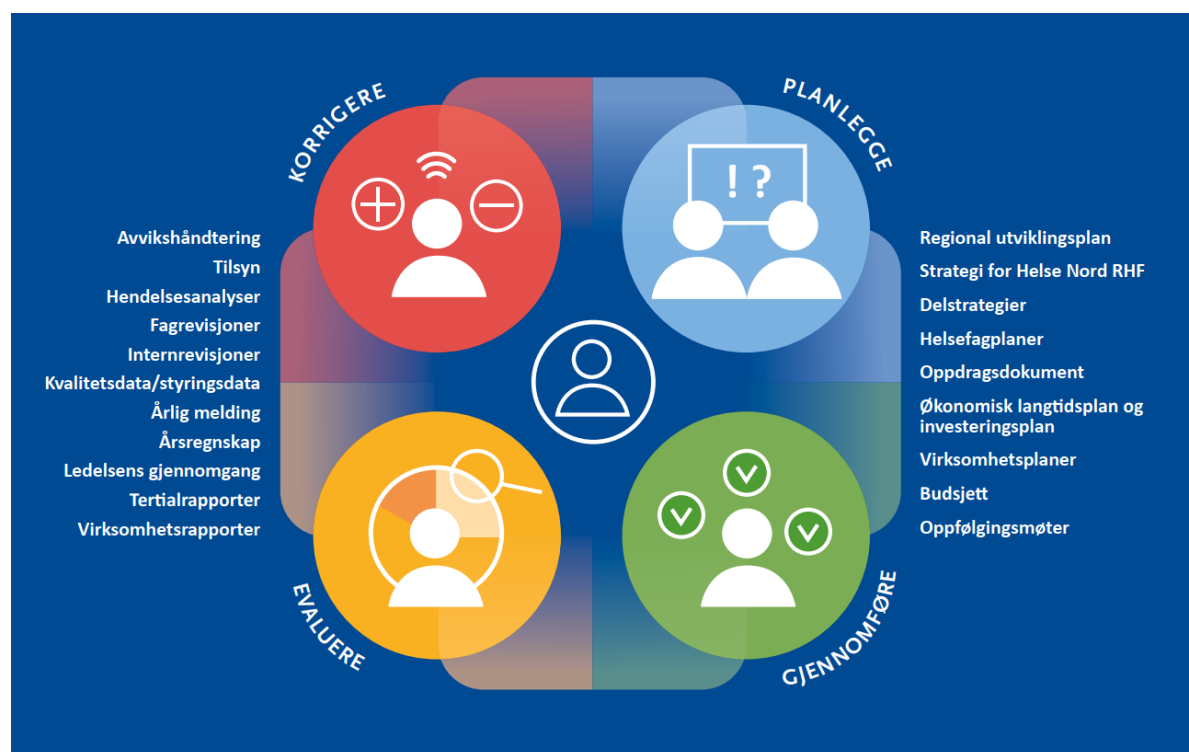 KORRIGERE
PLANLEGGE
! ?
Avvikshåndtering
Tilsyn
Hendelsesanalyser
Fagrevisjoner
Internrevisjoner
Kvalitetsdata/styringsdata
Årlig melding
Årsregnskap
Ledelsens gjennomgang
Tertialrapporter
Virksomhetsrapporter
Regional utviklingsplan
Strategi for Helse Nord RHF
Delstrategier
Helsefagplaner
Oppdragsdokument
Økonomisk langtidsplan og
investeringsplan
Virksomhetsplaner
Budsjett
Oppfølgingsmøter
EVALUERE
GJENNOMFØRE